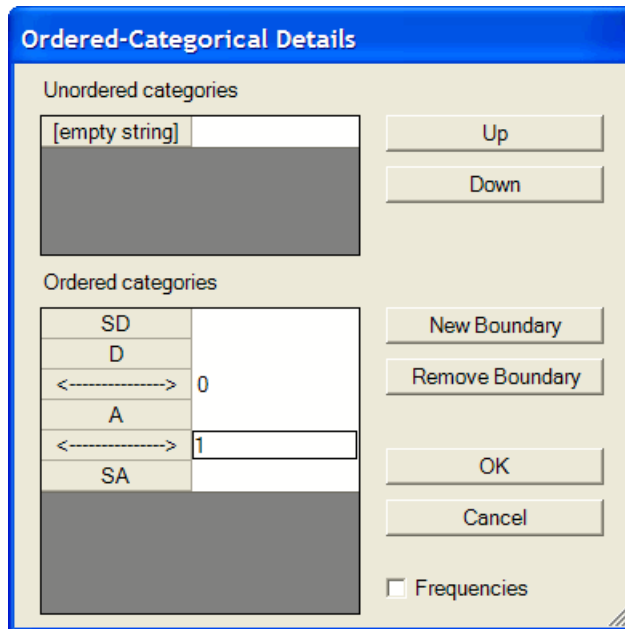 Ordered-Categorical Details
Unordered categories
[empty string]
Up
Down
Ordered categories
SD
D
<---------------> 0
A
<---------------> 1
SA
New Boundary
Remove Boundary
OK
Cancel
Frequencies